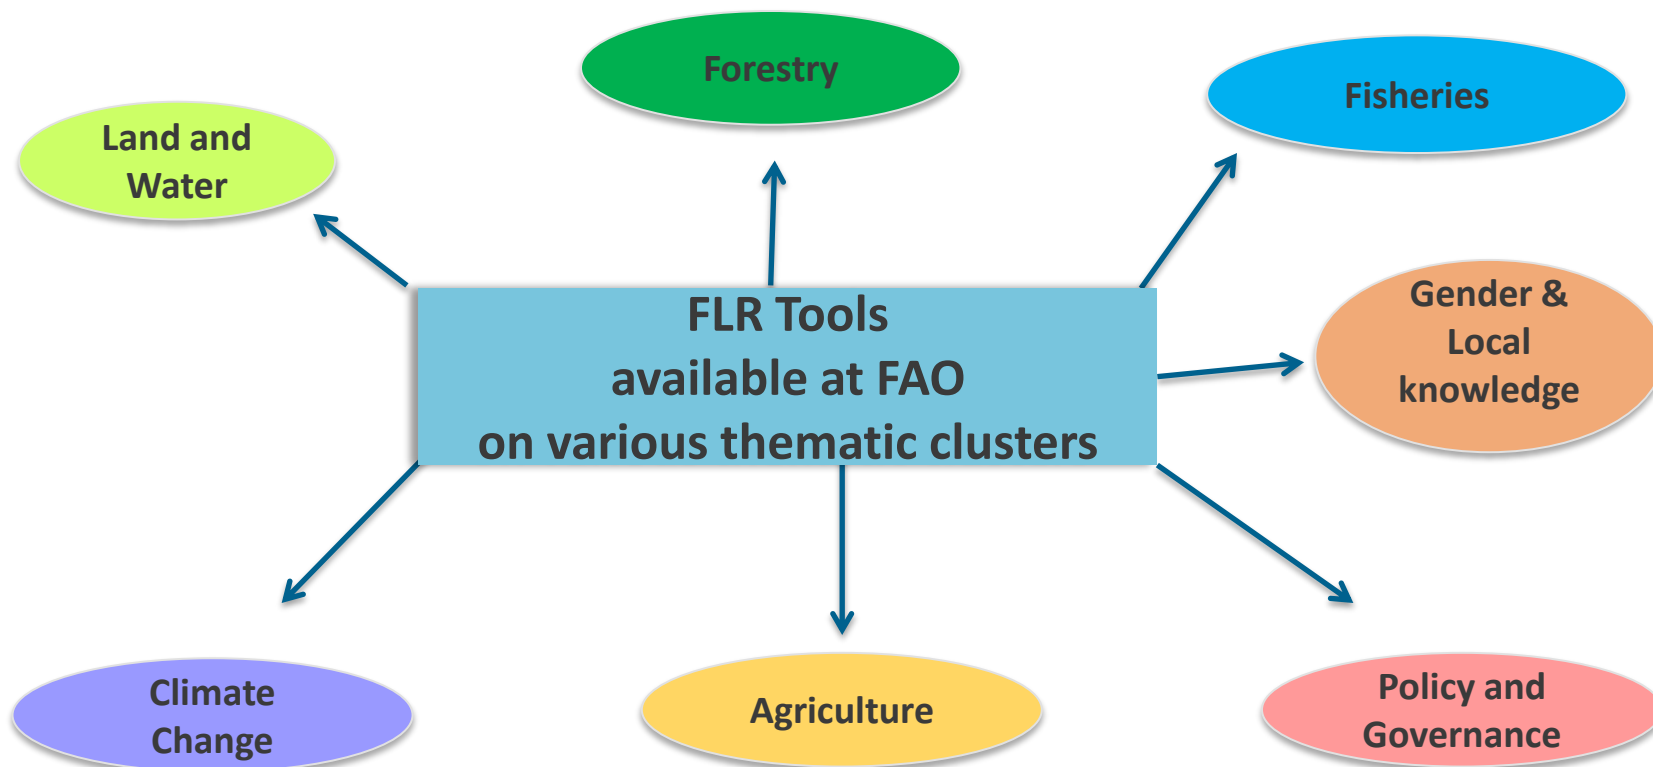 Forestry
Fisheries
Land and
Water
FLR Tools
available at FAO
on various thematic clusters
Gender &
Local
knowledge
Climate
Change
Agriculture
Policy and
Governance